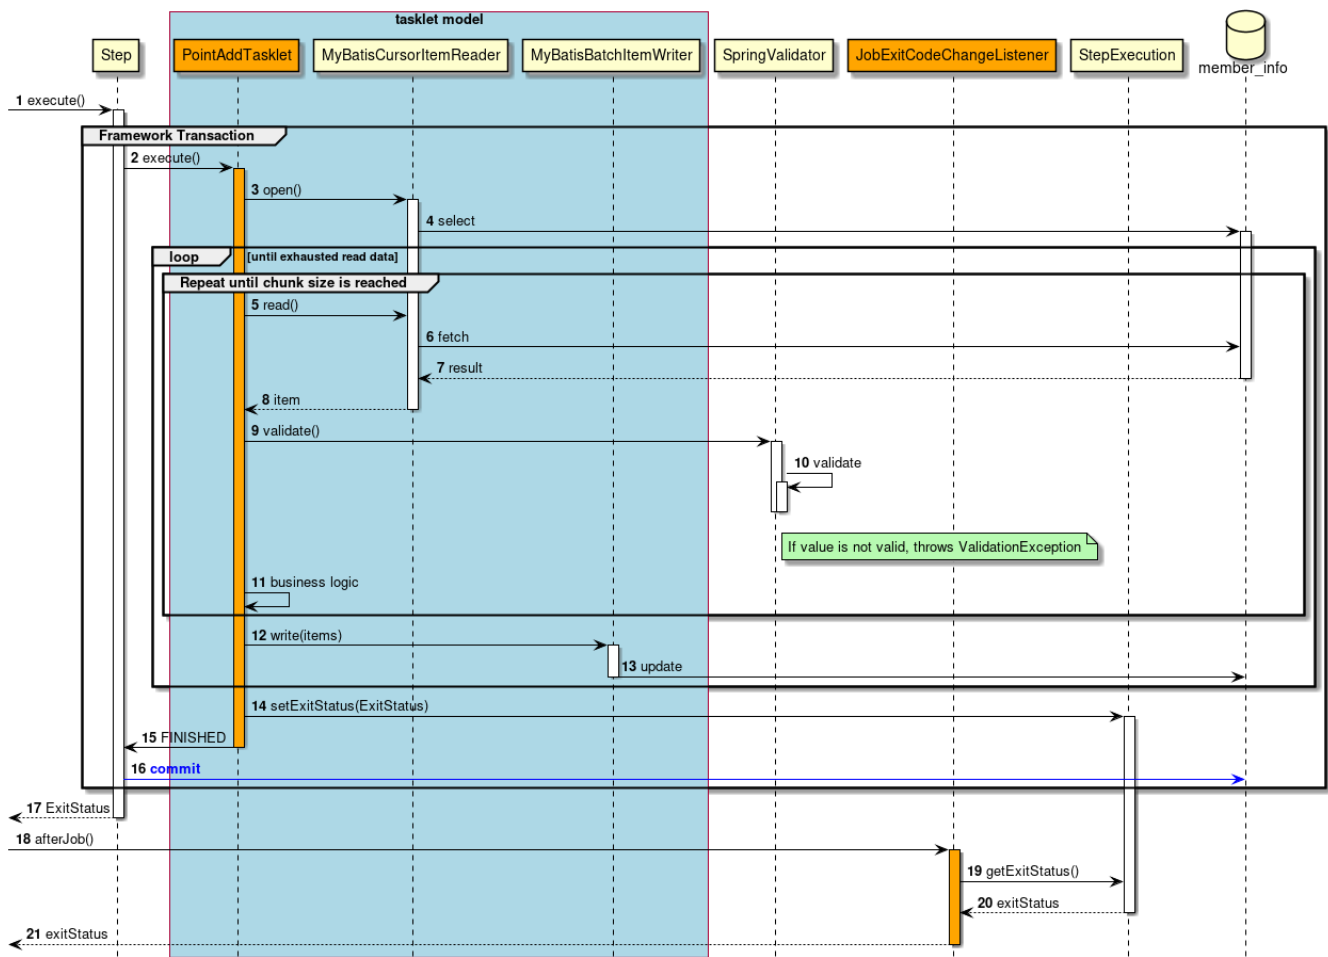 tasklet model
Step
PointAddTasklet
MyBatisCursorItemReader
MyBatisBatchItemWriter
SpringValidator
JobExitCodeChangeListener
StepExecution
member_info
1 execute()
Framework Transaction
2 execute()
3 open()
4 select
loop [until exhausted read data]
Repeat until chunk size is reached
5 read()
6 fetch
7 result
8 item
9 validate()
10 validate
If value is not valid, throws ValidationException
11 business logic
12 write(items)
13 update
14 setExitStatus(ExitStatus)
15 FINISHED
16 commit
17 ExitStatus
18 afterJob()
19 getExitStatus()
20 exitStatus
21 exitStatus